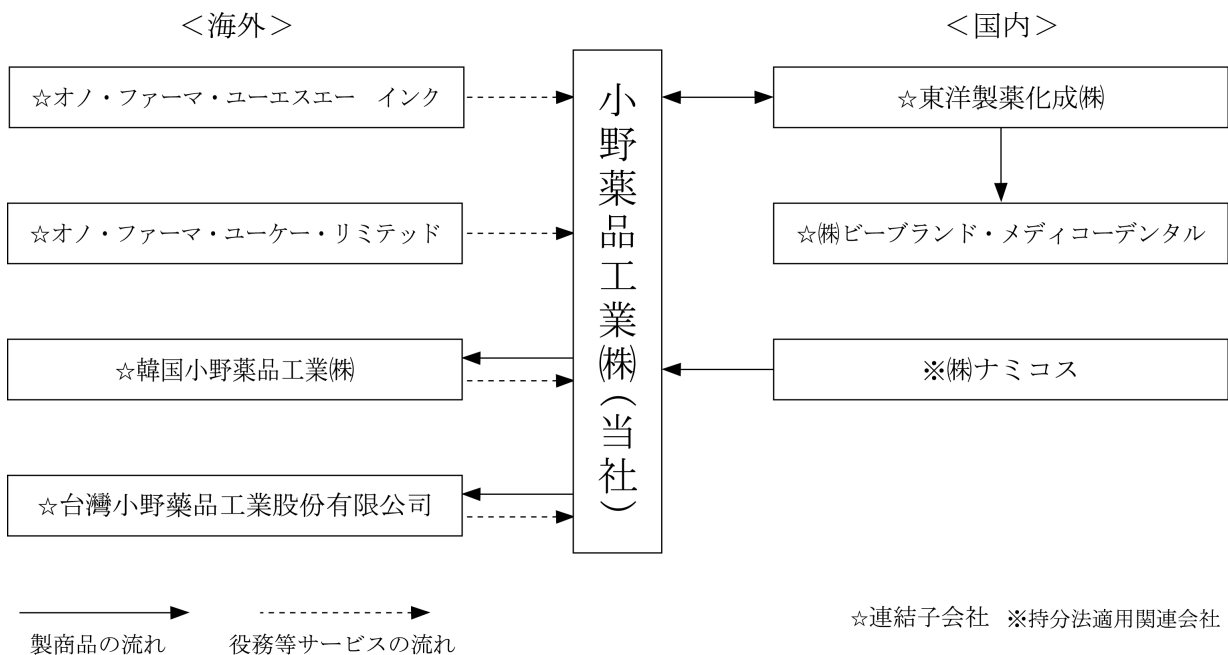 ＜海外＞
＜国内＞
☆オノ・ファーマ・ユーエスエー　インク
☆オノ・ファーマ・ユーケー・リミテッド
☆韓国小野薬品工業㈱
☆台灣小野藥品工業股份有限公司
小野薬品工業㈱（当社）
☆東洋製薬化成㈱
☆㈱ビーブランド・メディコーデンタル
※㈱ナミコス
製商品の流れ
役務等サービスの流れ
☆連結子会社　※持分法適用関連会社